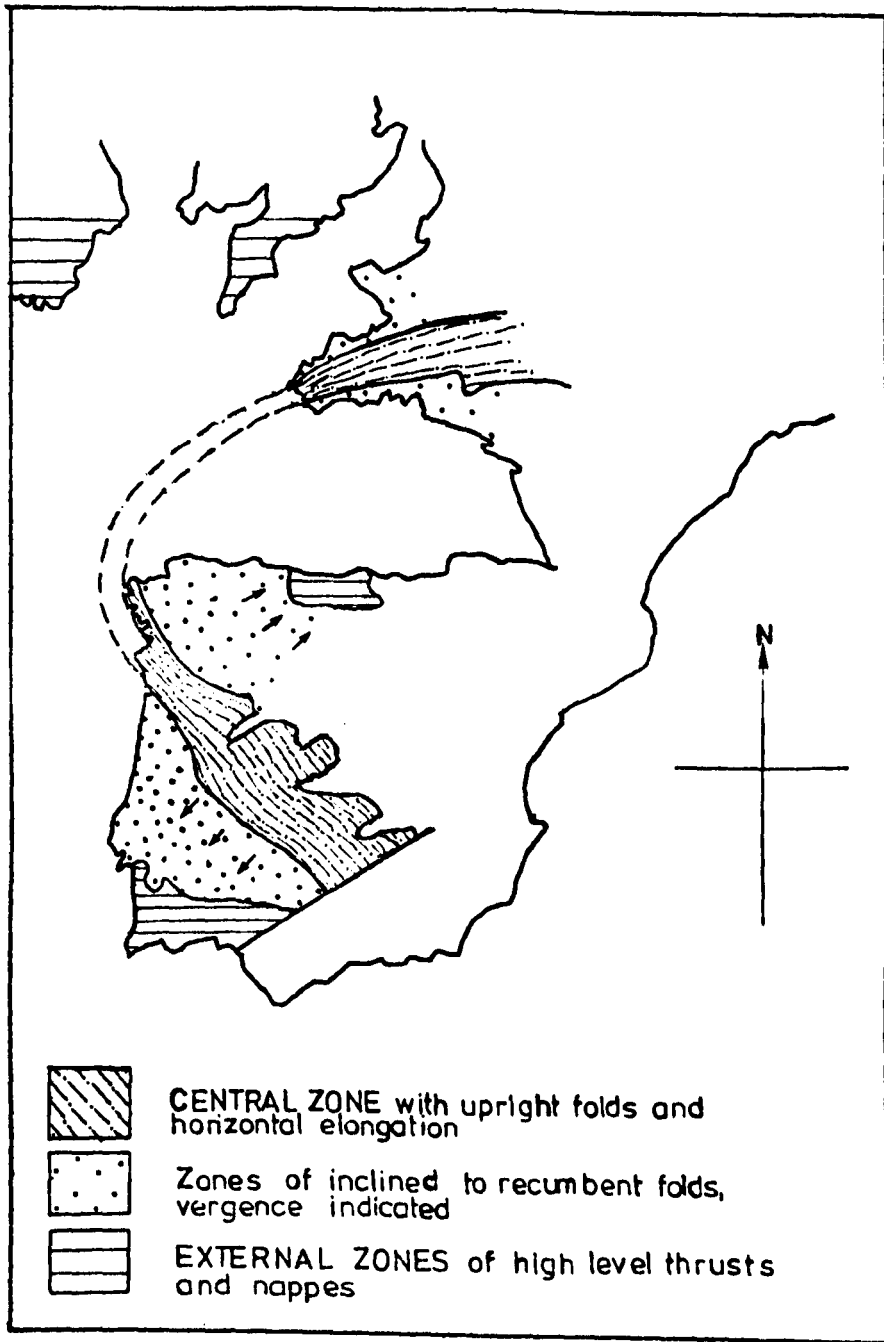 N
CENTRAL ZONE with upright folds and
horizontal elongation
Zones of inclined to recumbent folds,
vergence indicated
EXTERNAL ZONES of high level thrusts
and nappes